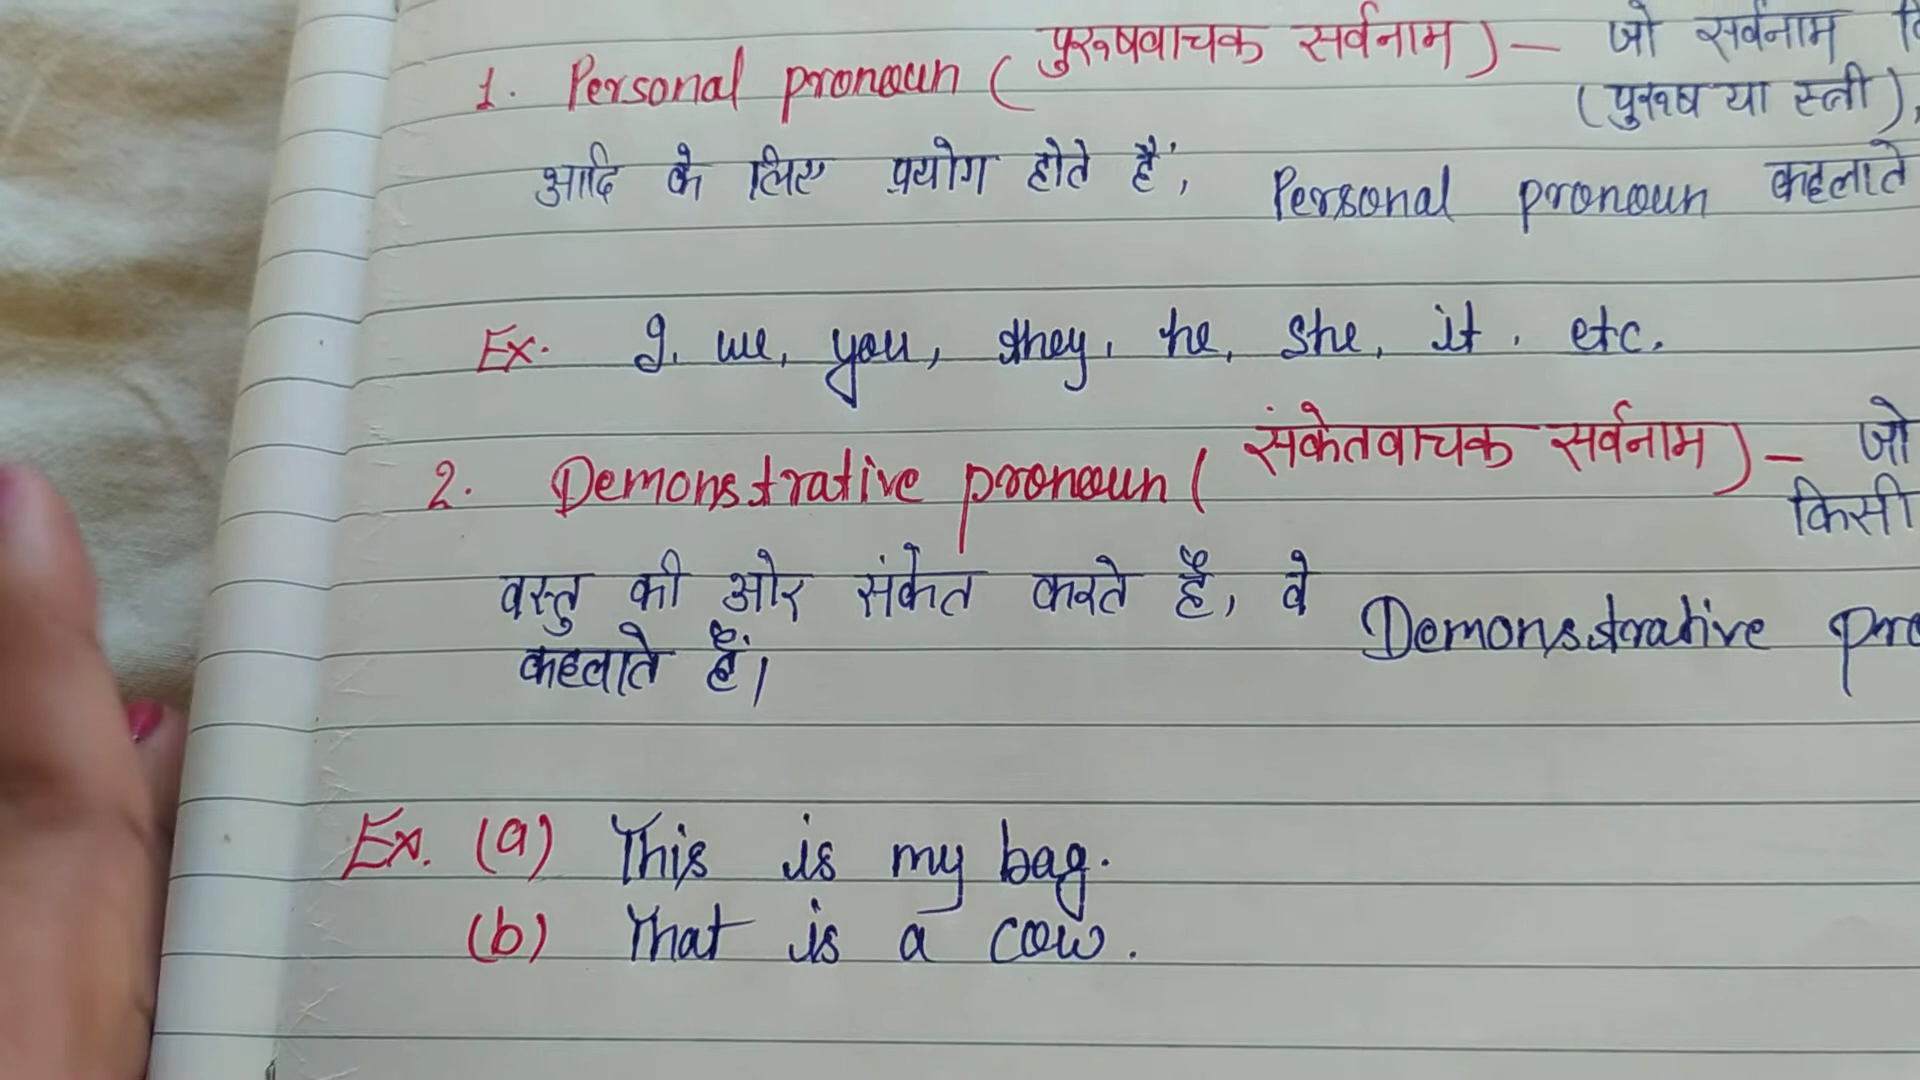 1. Personal pronoun (पुरुषवाचक सर्वनाम) – जो सर्वनाम
(पुरुष या स्त्री),
आदि के लिए प्रयोग होते हैं, Personal pronoun कहलाते
Ex. I, we, you, they, he, she, it, etc.
2. Demonstrative pronoun (संकेतवाचक सर्वनाम) – जो
किसी
वस्तु की ओर संकेत करते हैं, वे Demonstrative
कहलाते हैं।
Ex. (a) This is my bag.
(b) That is a cow.